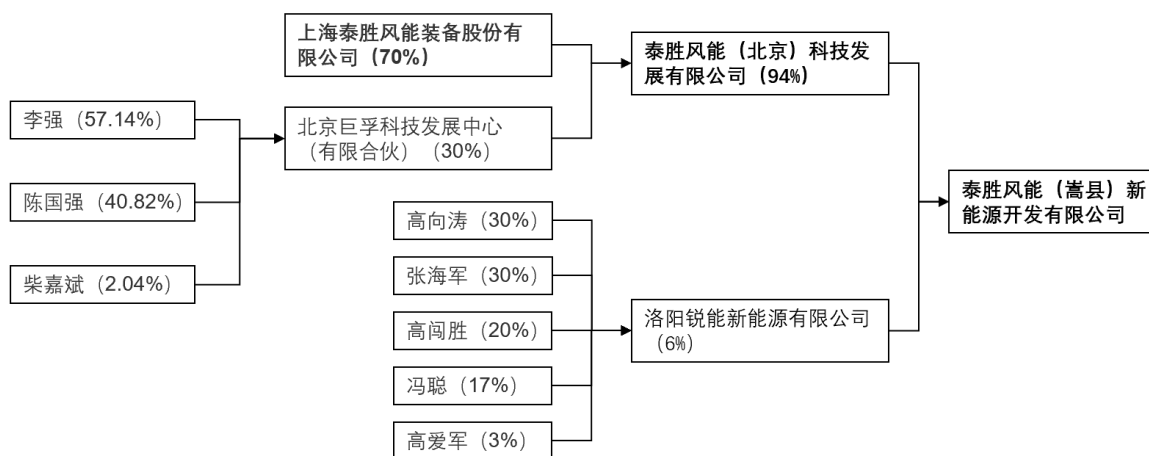 上海泰胜风能装备股份有
限公司（70%）
泰胜风能（北京）科技发
展有限公司（94%）
李强（57.14%）
北京巨孚科技发展中心
（有限合伙）（30%）
陈国强（40.82%）
泰胜风能（嵩县）新
能源开发有限公司
高向涛（30%）
柴嘉斌（2.04%）
张海军（30%）
高闯胜（20%）
洛阳锐能新能源有限公司
（6%）
冯聪（17%）
高爱军（3%）